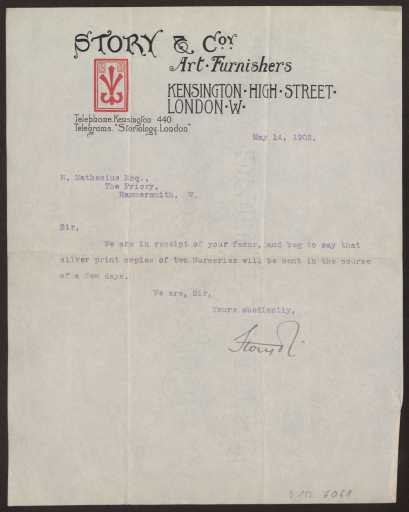 STORY & Coy
Art·Furnishers
KENSINGTON·HIGH·STREET·
LONDON·W·
Telephone. Kensington 440
Telegrams. "Storiology. London"
May 14, 1902.
H. Mathesius Esq.,
The Priory,
Hammersmith, W.
Sir,
We are in receipt of your favor, and beg to say that
silver print copies of two Nurseries will be sent in the course
of a few days.
We are, Sir,
Yours obediently,